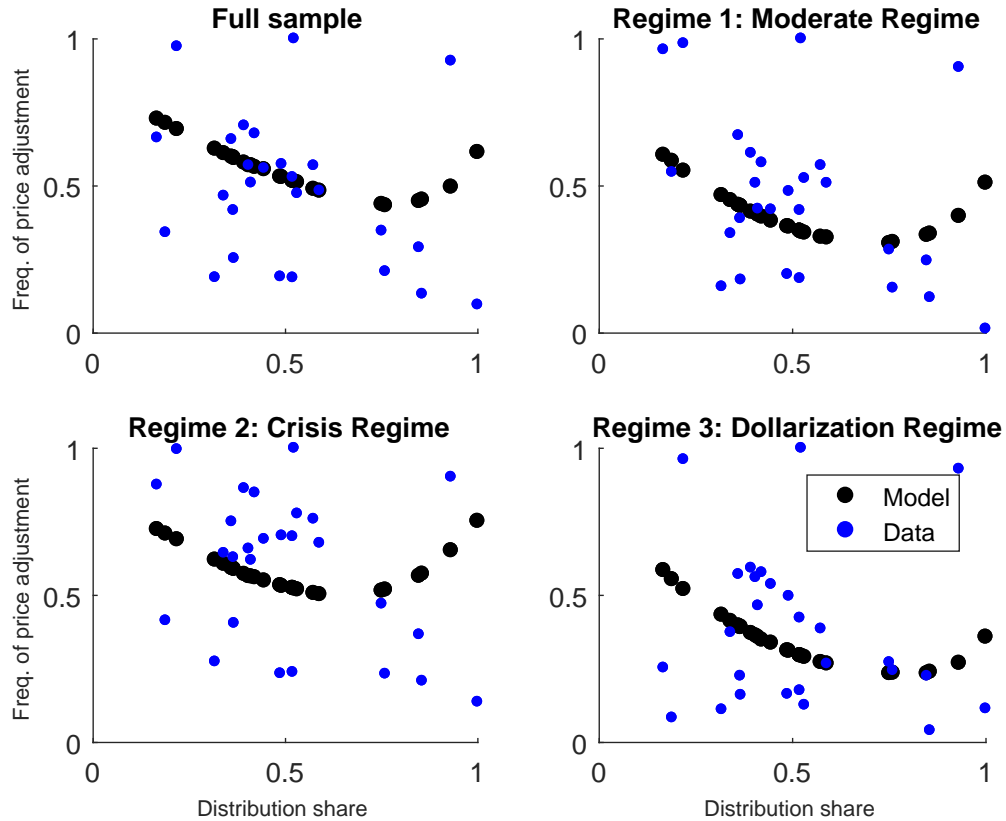 Full sample
Regime 1: Moderate Regime
1
0.5
0
0
0.5
1
Freq. of price adjustment
1
0.5
0
0
0.5
1
Regime 2: Crisis Regime
Regime 3: Dollarization Regime
1
0.5
0
0
0.5
1
Freq. of price adjustment
Distribution share
1
0.5
0
0
0.5
1
Model
Data
Distribution share